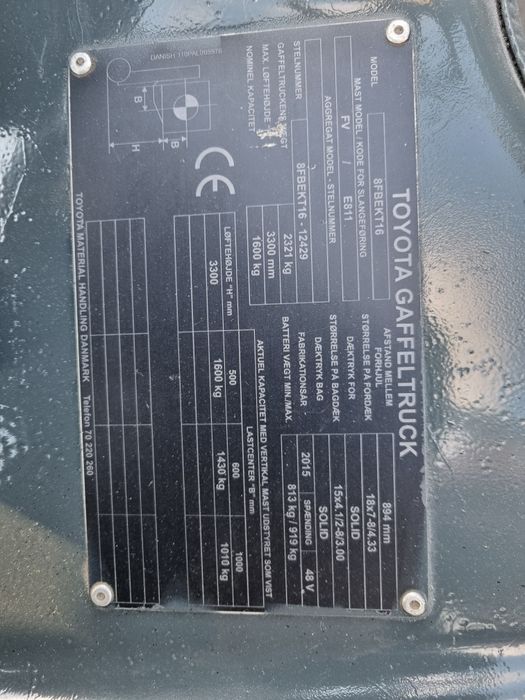 TOYOTA GAFFELTRUCK
MODEL 8FBEKT16
MAST MODEL / KODE FOR SLANGEFØRING
FV / E811
AGGREGAT MODEL - STELNUMMER
STELNUMMER 8FBEKT16 - 12429
GAFFELTRUCKENS VÆGT 2321 kg
MAX. LØFTEHØJDE 3300 mm
NOMINEL KAPACITET 1600 kg
AFSTAND MELLEM FORHJUL 894 mm
STØRRELSE PÅ FORDÆK 18x7-8/4.33
DÆKTRYK FOR SOLID
STØRRELSE PÅ BAGDÆK 15x4.1/2-8/3.00
DÆKTRYK BAG SOLID
FABRIKATIONSÅR 2015 SPÆNDING 48 V
BATTERI VÆGT MIN./MAX. 813 kg / 919 kg
AKTUEL KAPACITET MED VERTIKAL MAST UDSTYRET SOM VIST
LØFTEHØJDE "H" mm LASTCENTER "B" mm
500 600 1000
3300 1600 kg 1430 kg 1010 kg
CE
B
B
H
TOYOTA MATERIAL HANDLING DANMARK Telefon 70 220 260